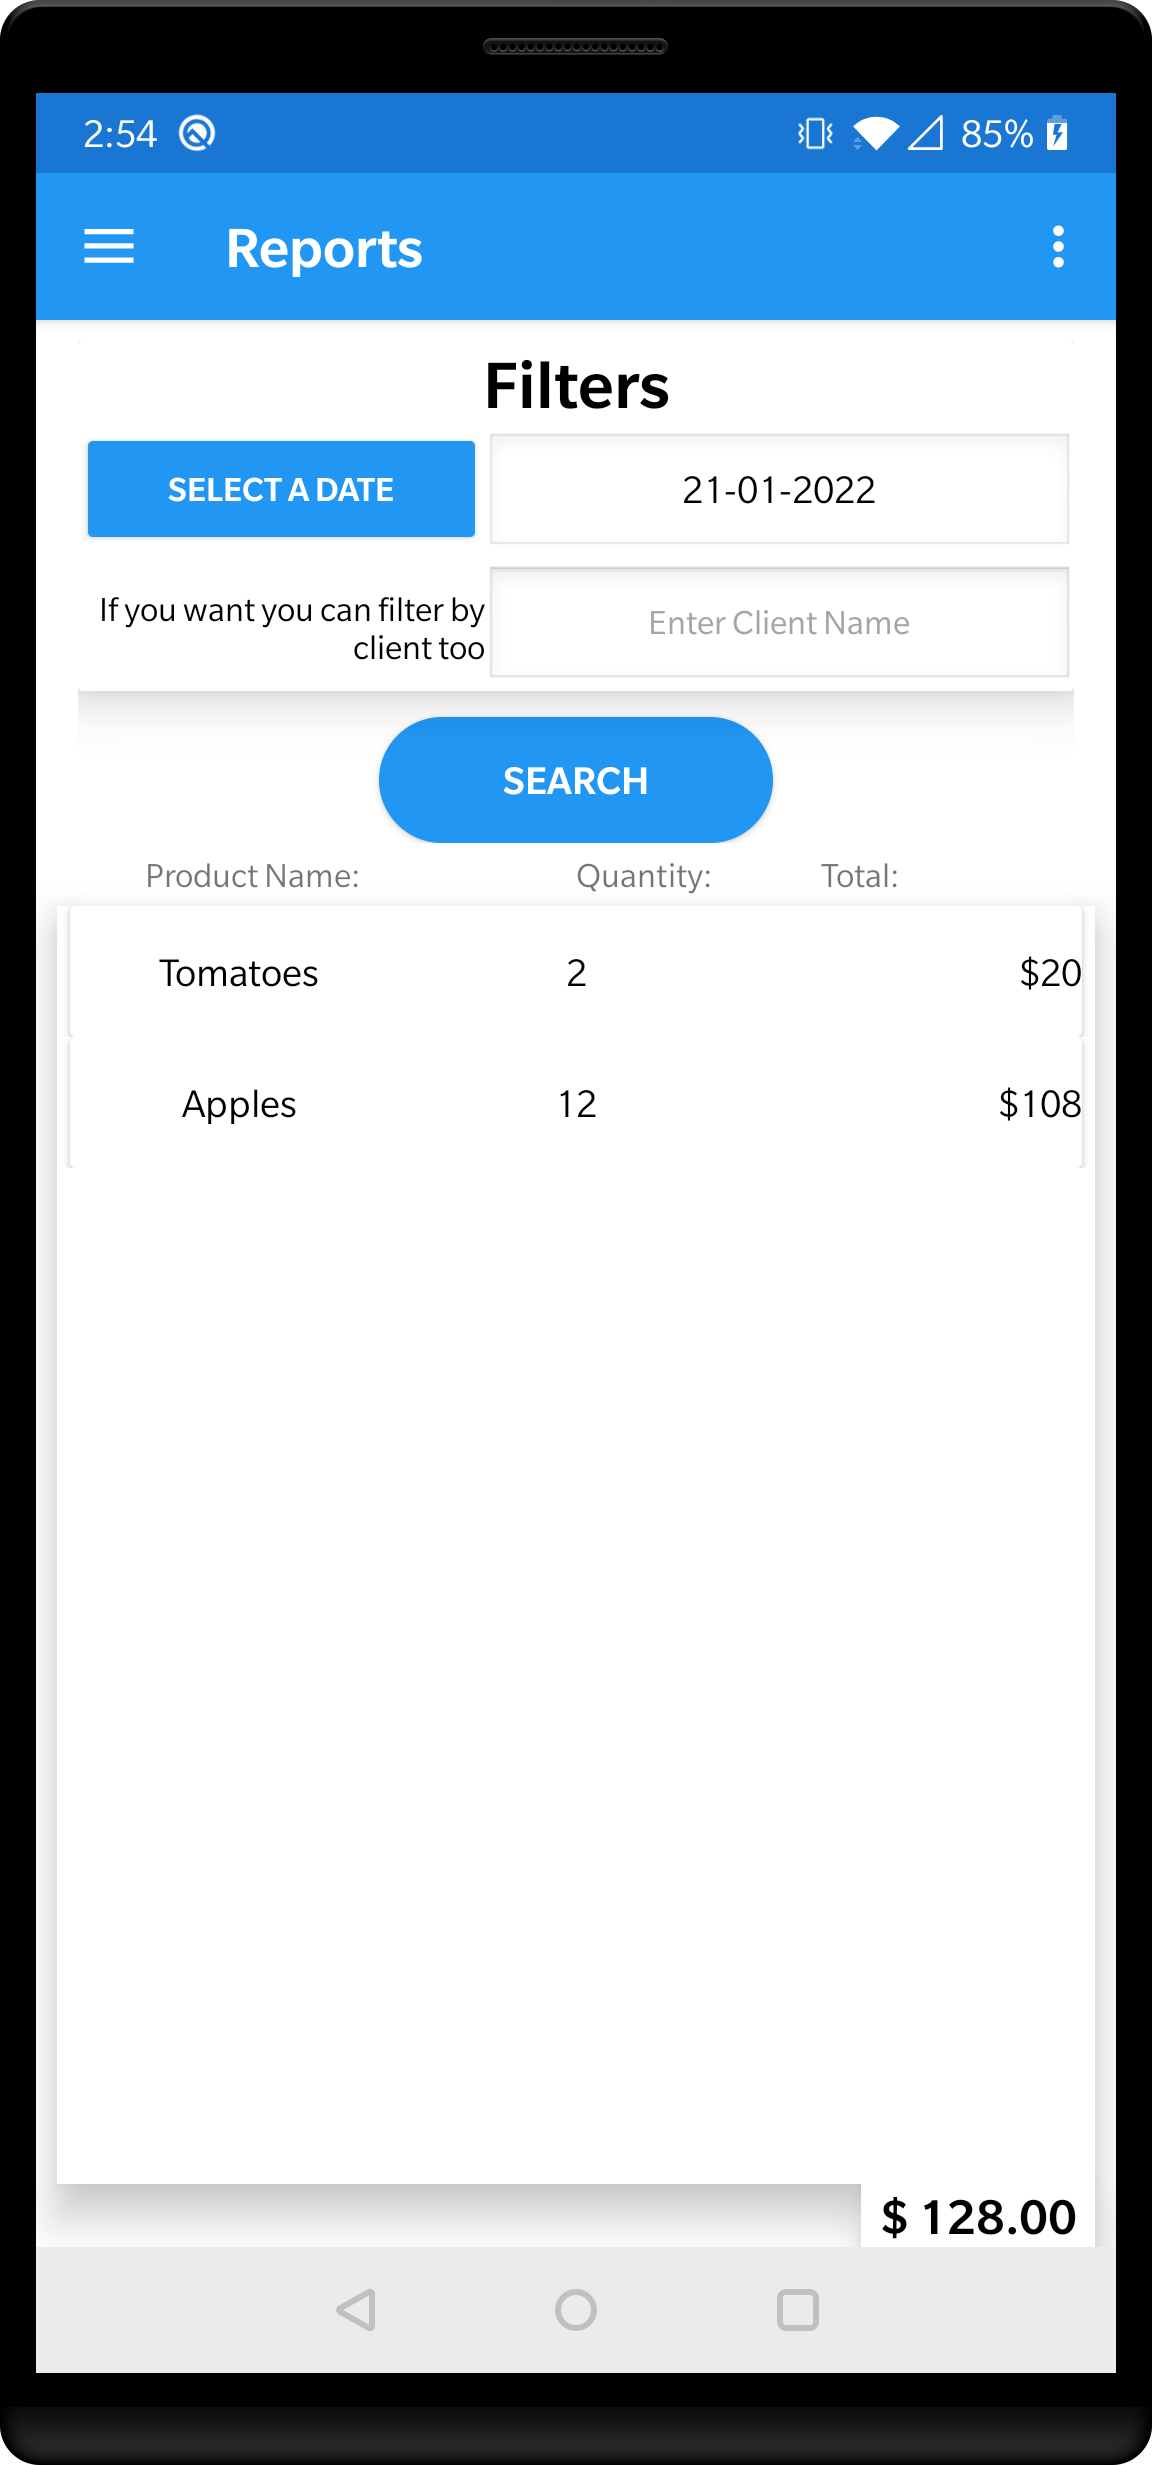 2:54 85%
Reports
Filters
SELECT A DATE 21-01-2022
If you want you can filter by
client too
Enter Client Name
SEARCH
Product Name: Quantity: Total:
Tomatoes 2 $20
Apples 12 $108
$ 128.00